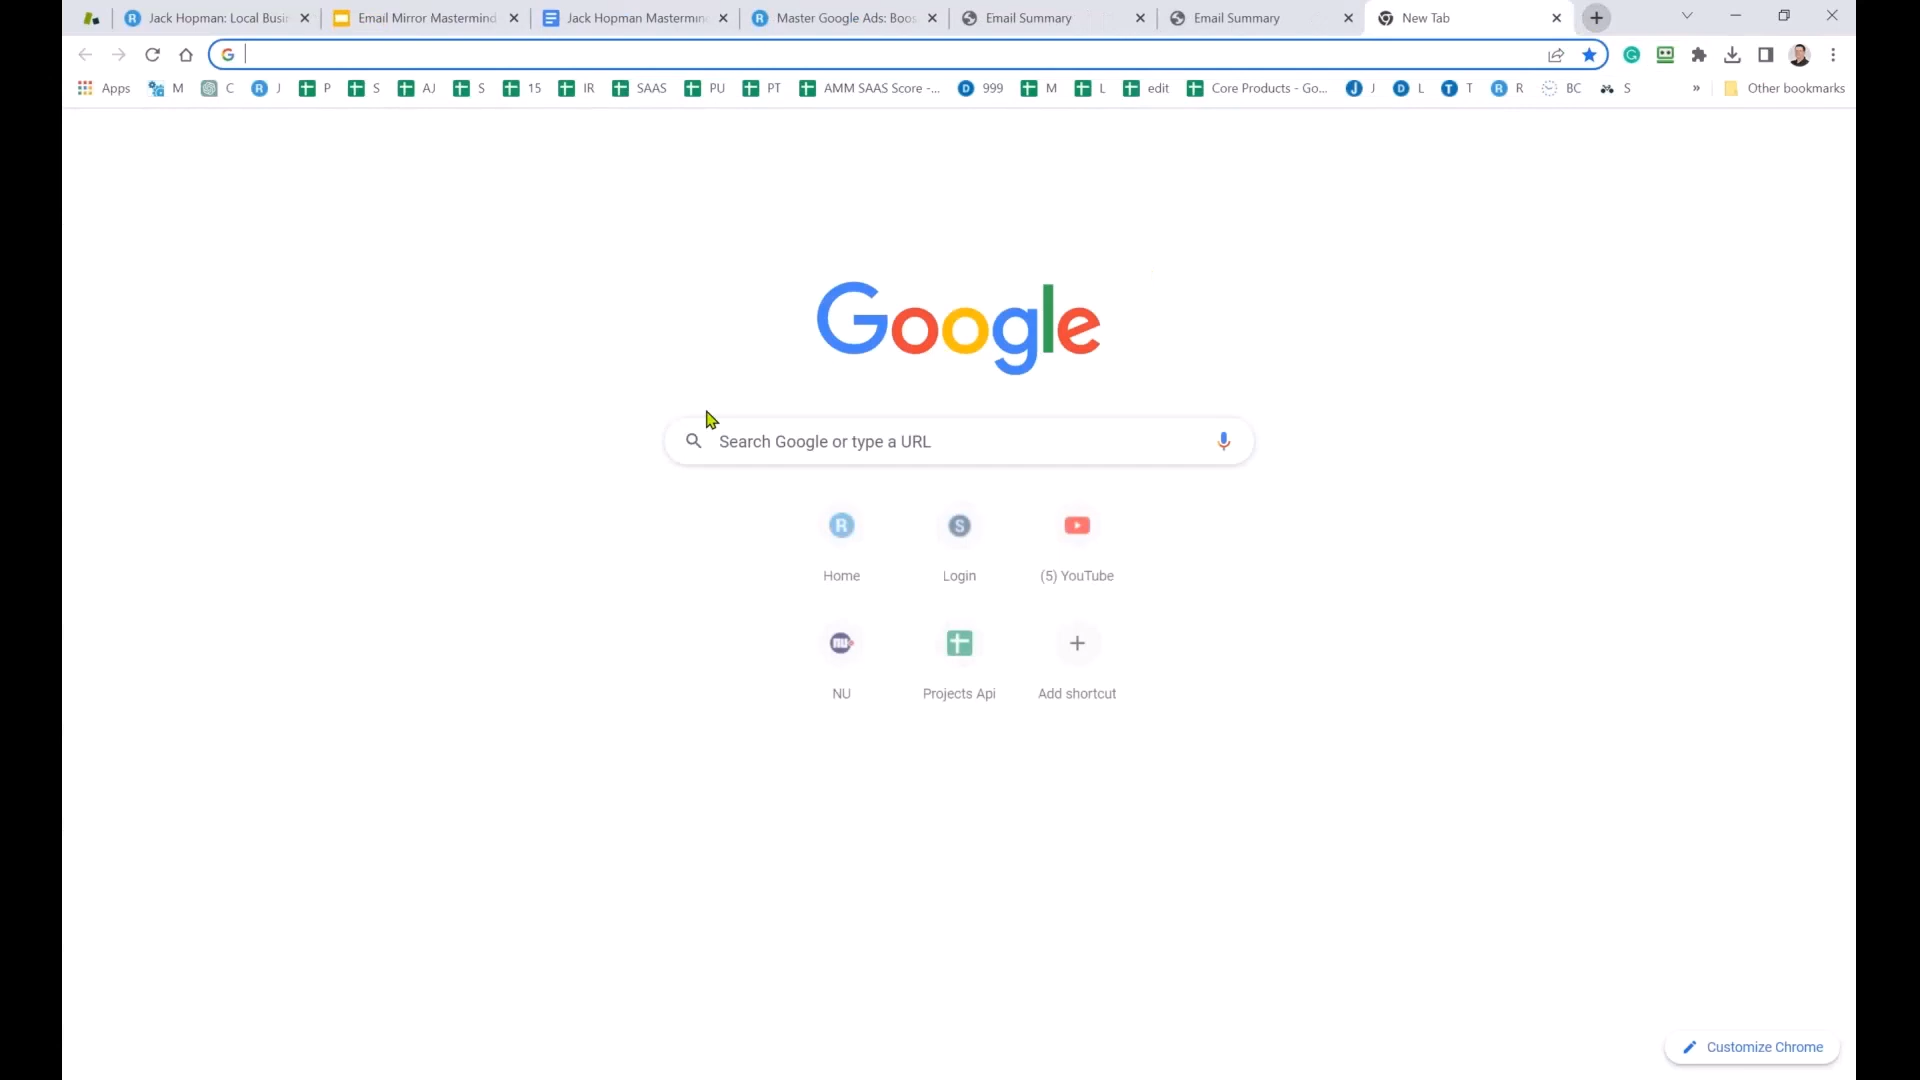 Jack Hopman: Local Busi
Email Mirror Mastermind
Jack Hopman Mastermin
Master Google Ads: Boos
Email Summary
Email Summary
New Tab
Apps
M
C
J
P
S
AJ
S
15
IR
SAAS
PU
PT
AMM SAAS Score -...
999
M
L
edit
Core Products - Go...
J
L
T
R
BC
S
»
Other bookmarks
Google
Search Google or type a URL
Home
Login
(5) YouTube
NU
Projects Api
Add shortcut
Customize Chrome